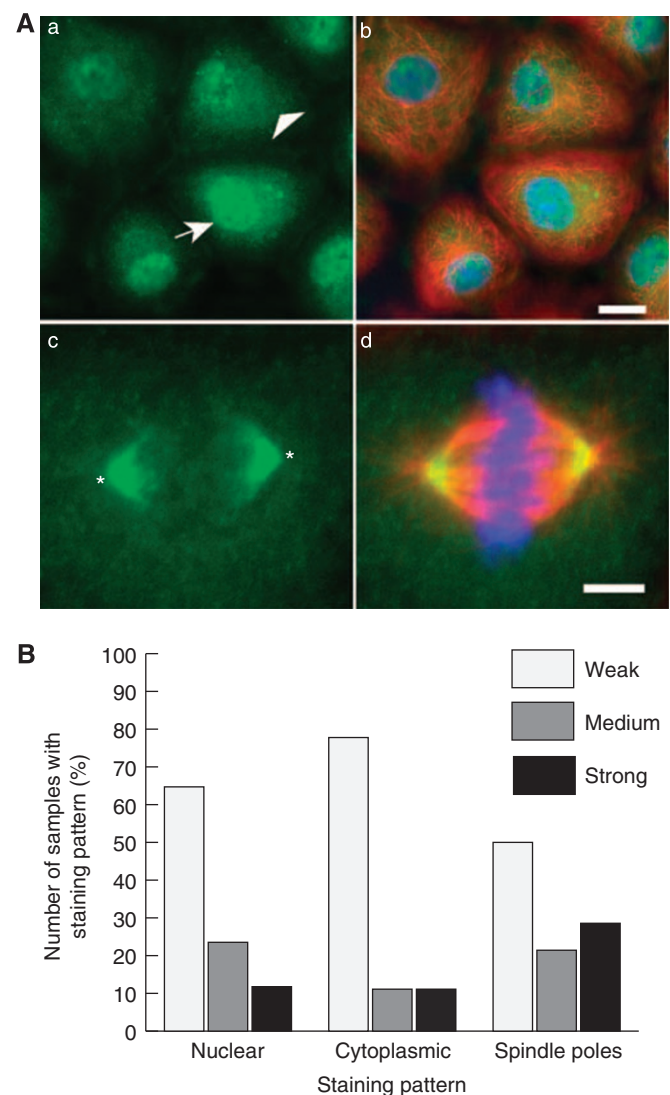 A
a
b
c
d
*
*
B
100
90
80
70
60
50
40
30
20
10
0
Number of samples with
staining pattern (%)
Weak
Medium
Strong
Nuclear
Cytoplasmic
Spindle poles
Staining pattern